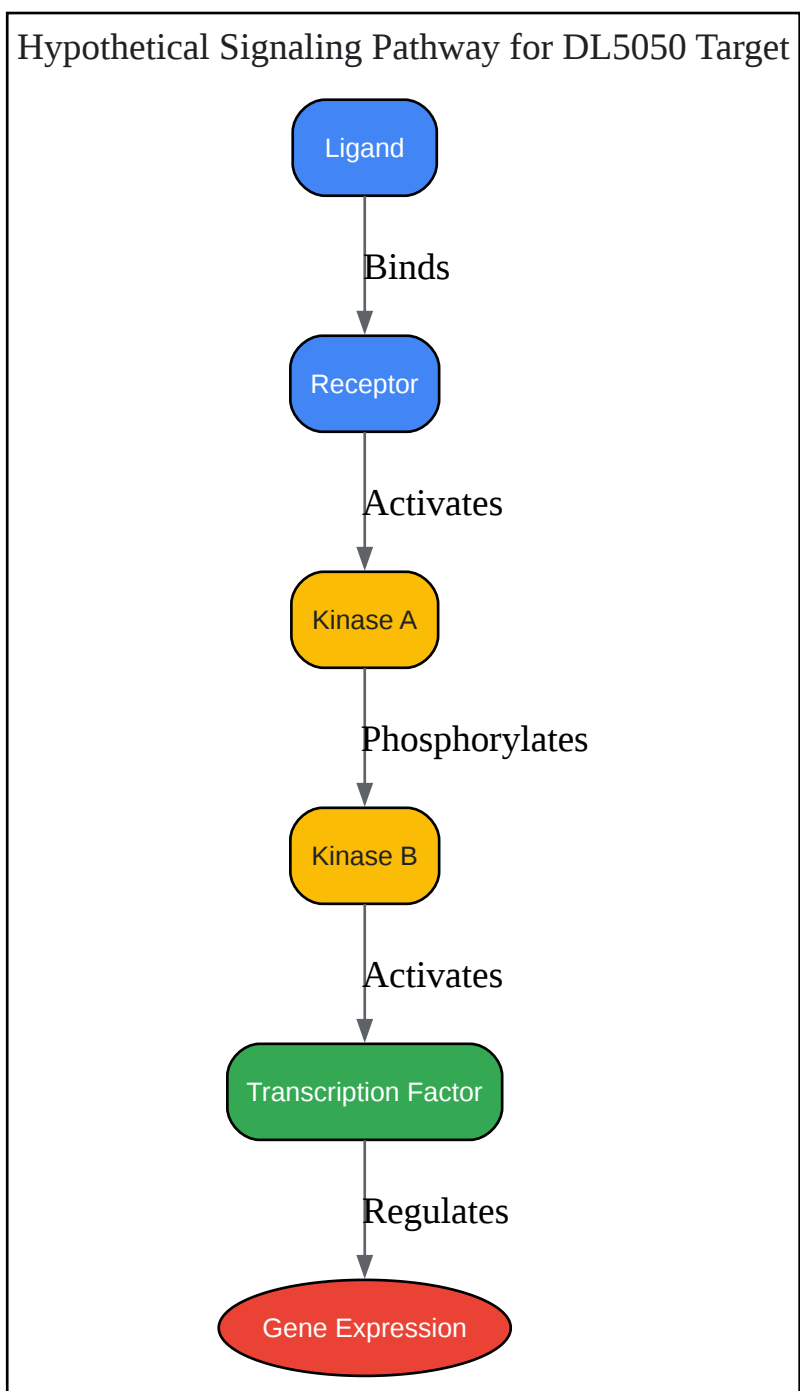 Hypothetical Signaling Pathway for DL5050 Target
Ligand
Binds
Receptor
Activates
Kinase A
Phosphorylates
Kinase B
Activates
Transcription Factor
Regulates
Gene Expression